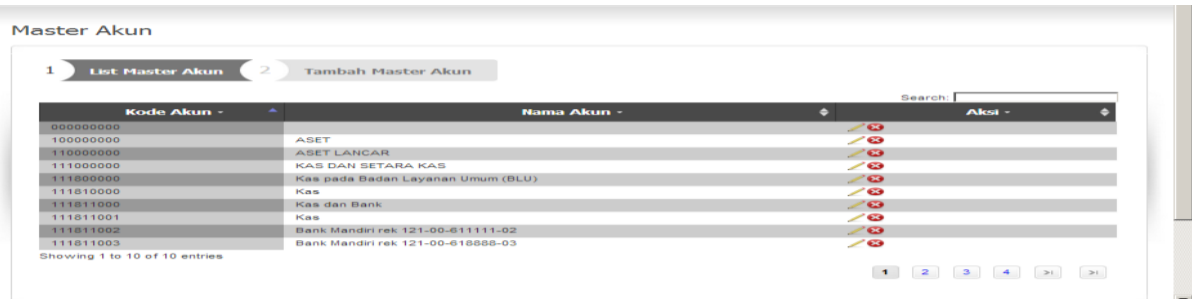 Master Akun
1 List Master Akun 2 Tambah Master Akun
Search:
Kode Akun - Nama Akun - Aksi -
000000000
100000000 ASET
110000000 ASET LANCAR
111000000 KAS DAN SETARA KAS
111800000 Kas pada Badan Layanan Umum (BLU)
111810000 Kas
111811000 Kas dan Bank
111811001 Kas
111811002 Bank Mandiri rek 121-00-611111-02
111811003 Bank Mandiri rek 121-00-618888-03
Showing 1 to 10 of 10 entries
1 2 3 4 >| >|